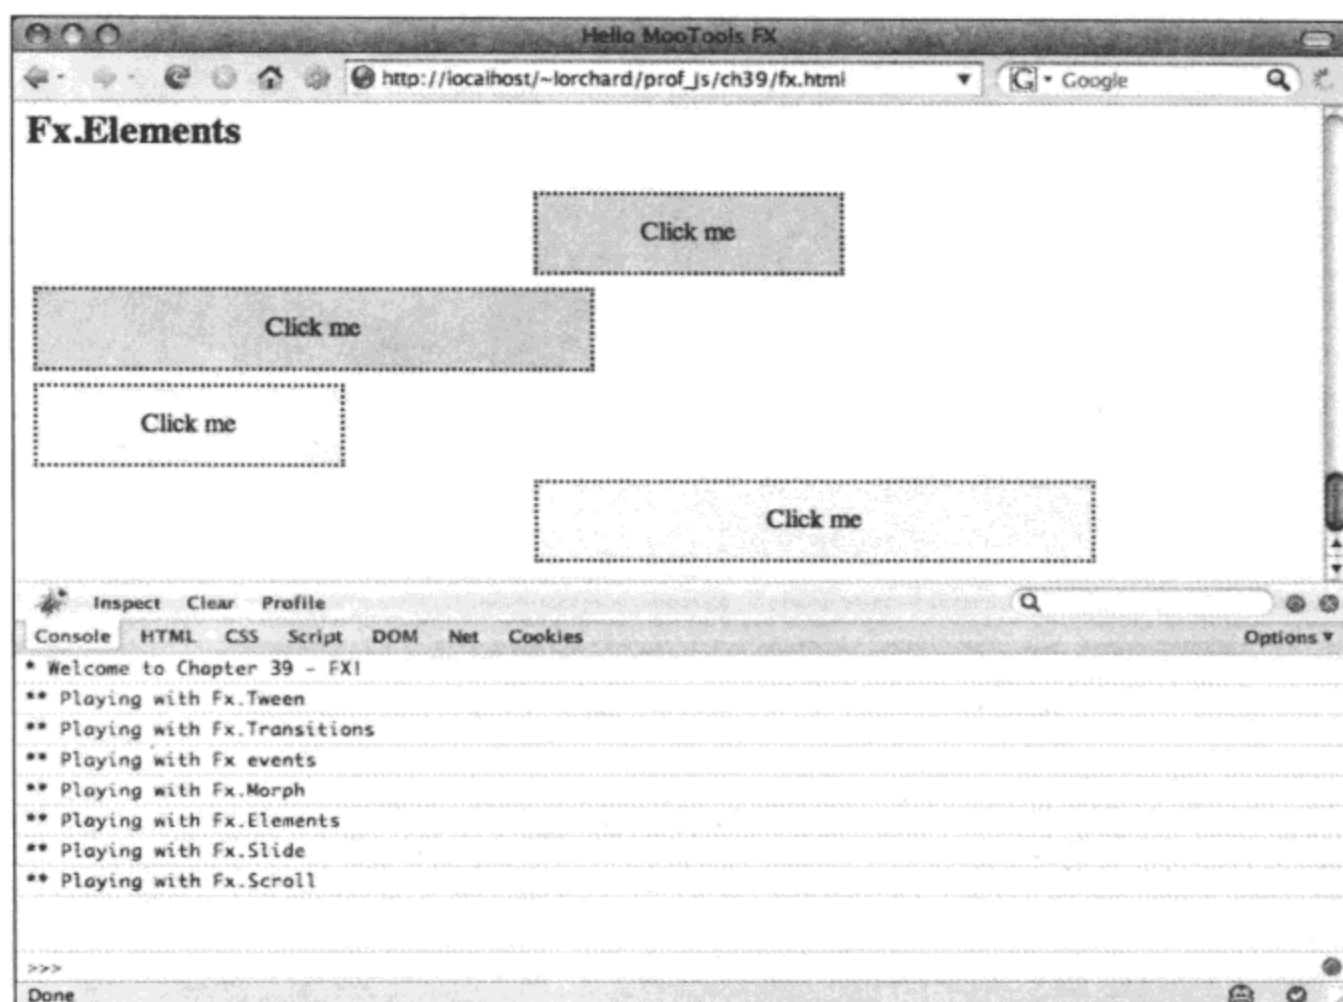 Hello MooTools FX
http://localhost/~lorchard/prof_js/ch39/fx.html
G Google
Fx.Elements
Click me
Click me
Click me
Click me
Inspect Clear Profile
Console HTML CSS Script DOM Net Cookies Options
* Welcome to Chapter 39 - FX!
** Playing with Fx.Tween
** Playing with Fx.Transitions
** Playing with Fx events
** Playing with Fx.Morph
** Playing with Fx.Elements
** Playing with Fx.Slide
** Playing with Fx.Scroll
>>>
Done